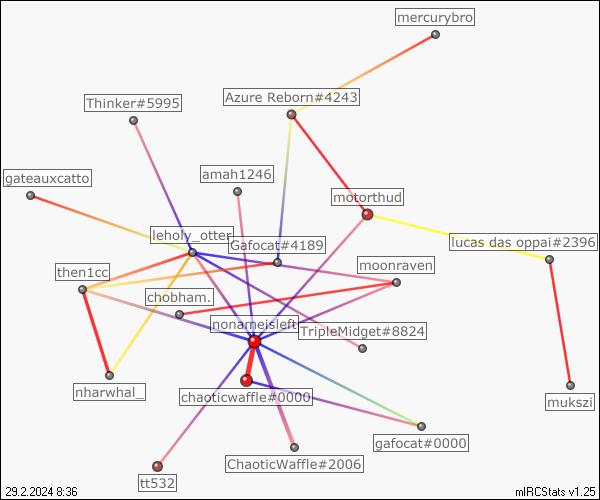 mercurybro
Thinker#5995
Azure Reborn#4243
gateauxcatto
amah1246
motorthud
leholy_otter
Gafocat#4189
lucas das oppai#2396
then1cc
moonraven
chobham.
nonameisleft
TripleMidget#8824
nharwhal_
chaoticwaffle#0000
mukszi
gafocat#0000
ChaoticWaffle#2006
tt532
29.2.2024 8:36
mIRCStats v1.25